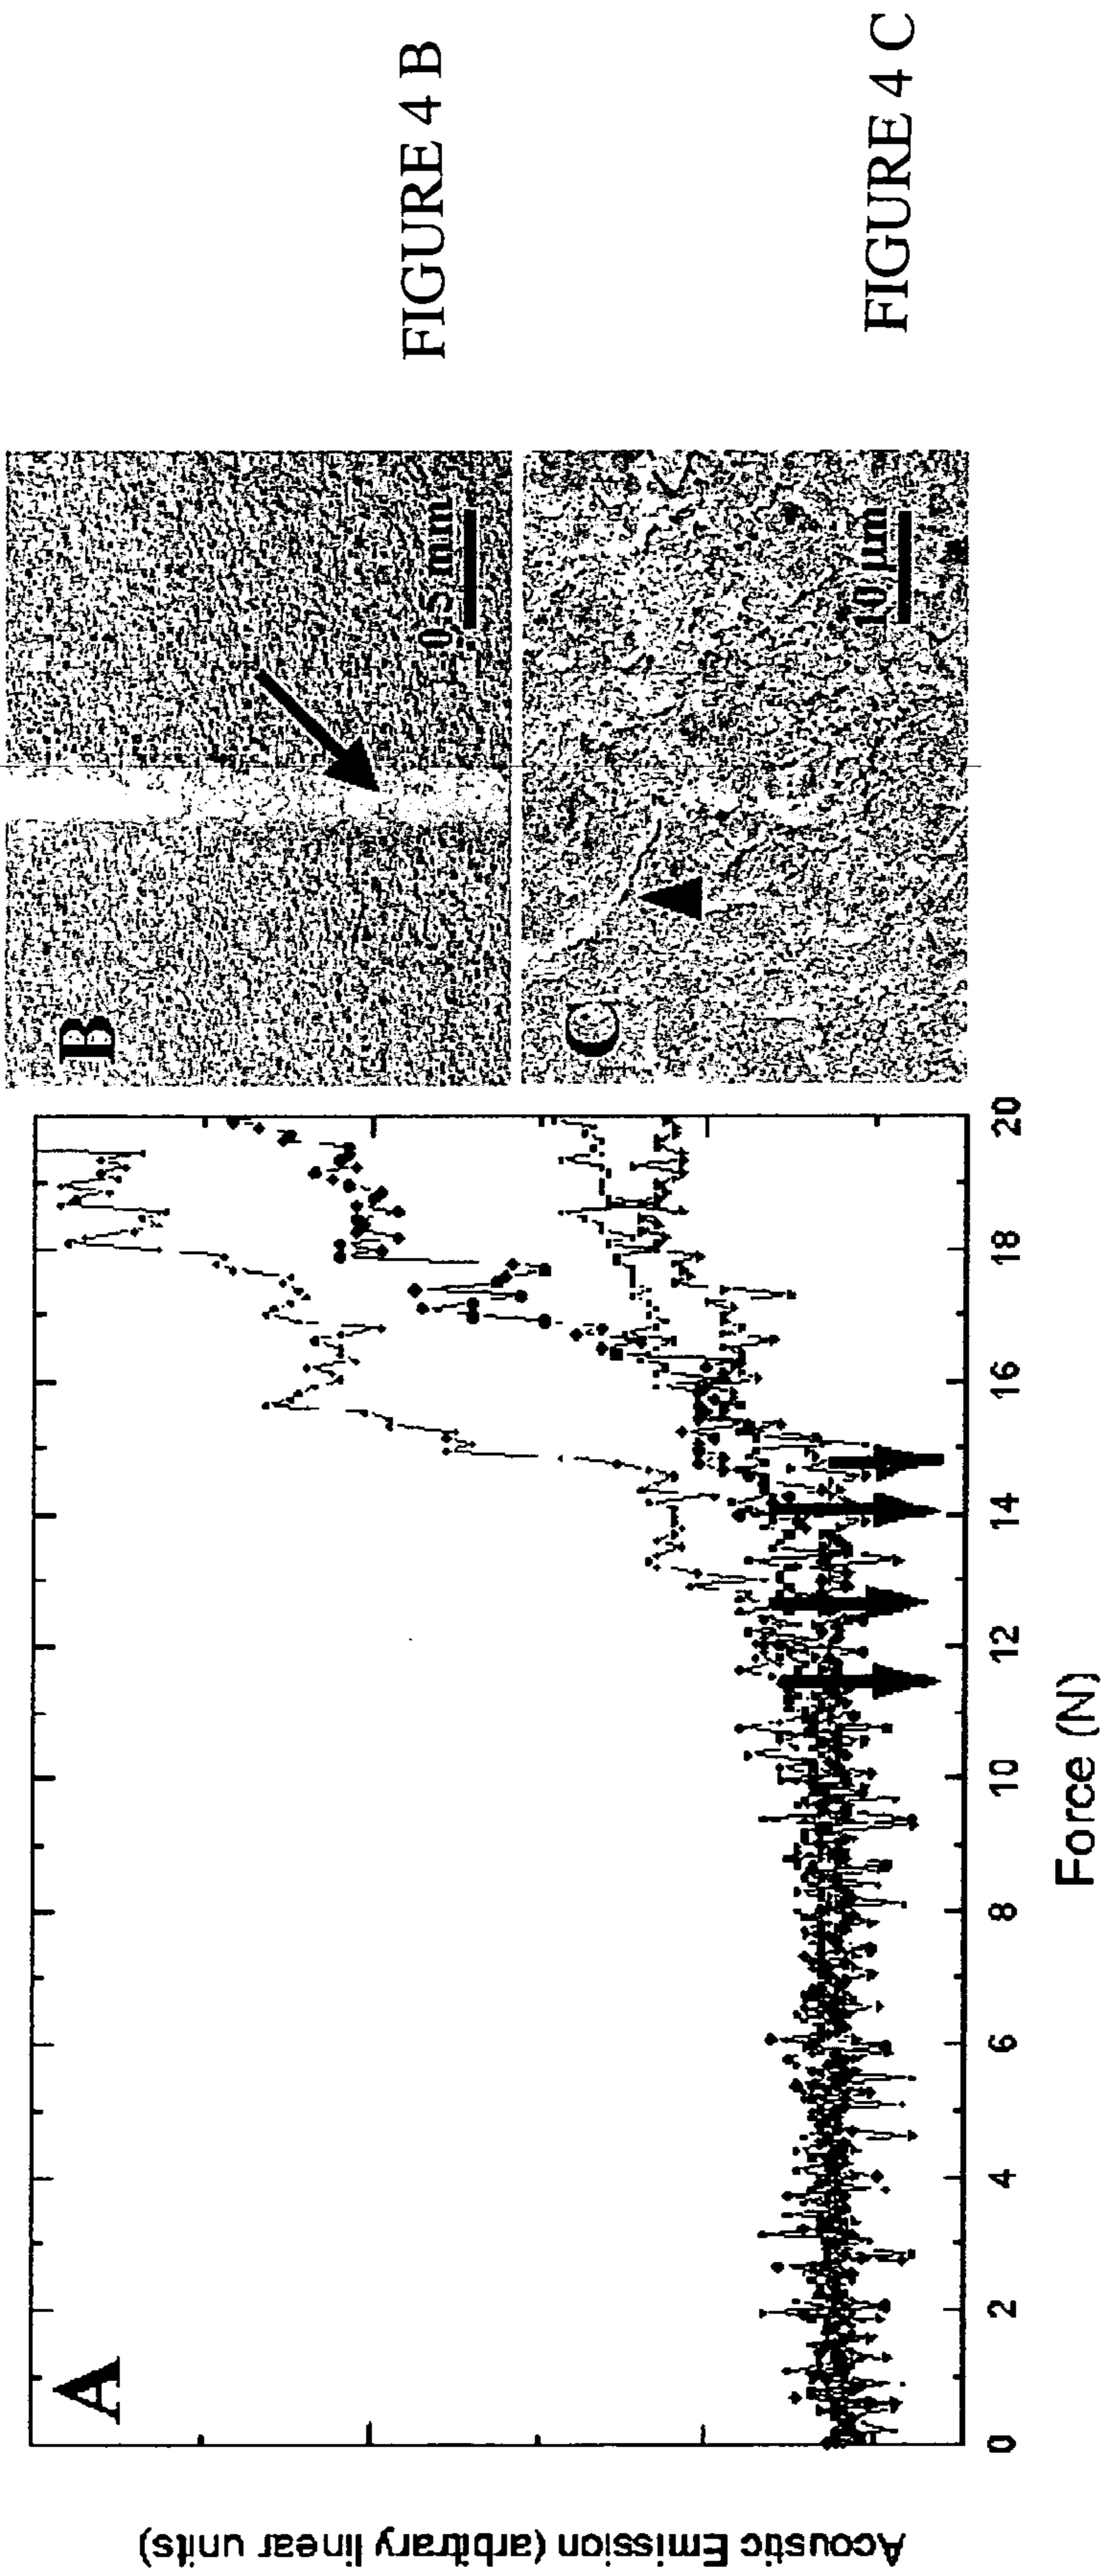 A
Acoustic Emission (arbitrary linear units)
0 2 4 6 8 10 12 14 16 18 20
Force (N)
B
0,5 mm
C
10 µm
FIGURE 4 B
FIGURE 4 C